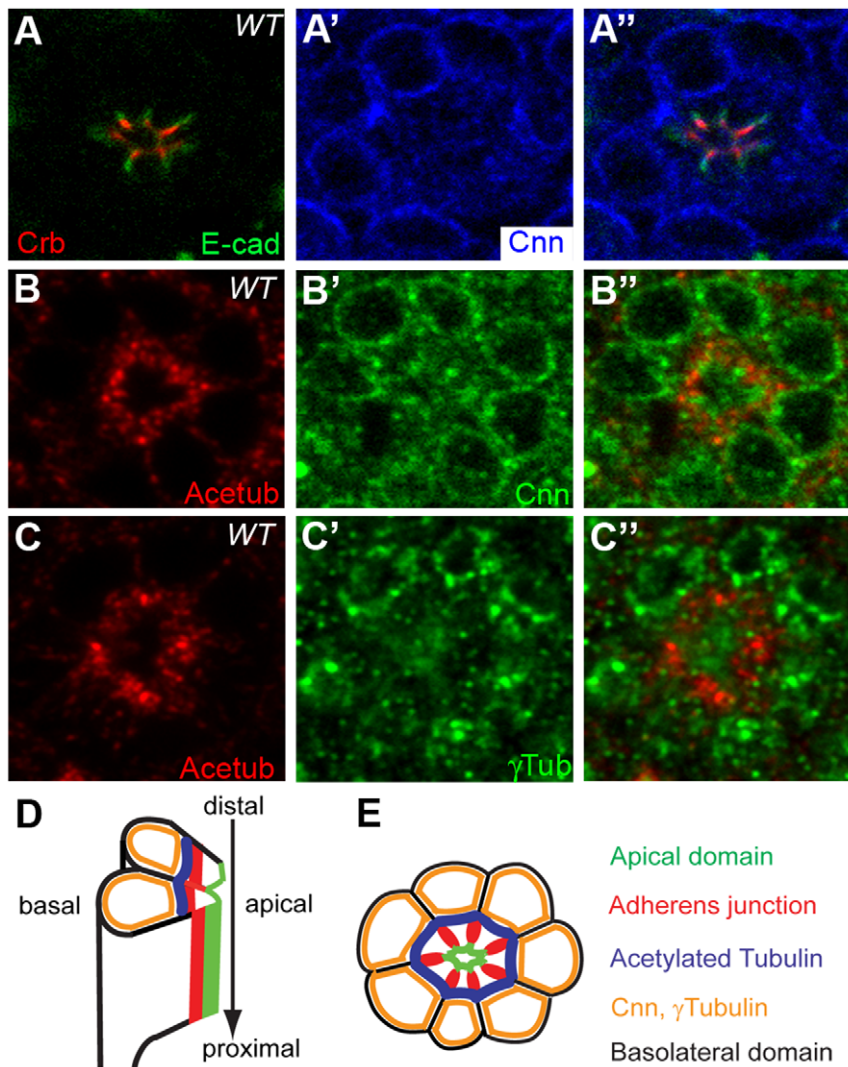 A WT A' A"
Crb E-cad Cnn
B WT B' B"
Acetub Cnn
C WT C' C"
Acetub γTub
D distal E
basal apical
proximal
Apical domain
Adherens junction
Acetylated Tubulin
Cnn, γTubulin
Basolateral domain